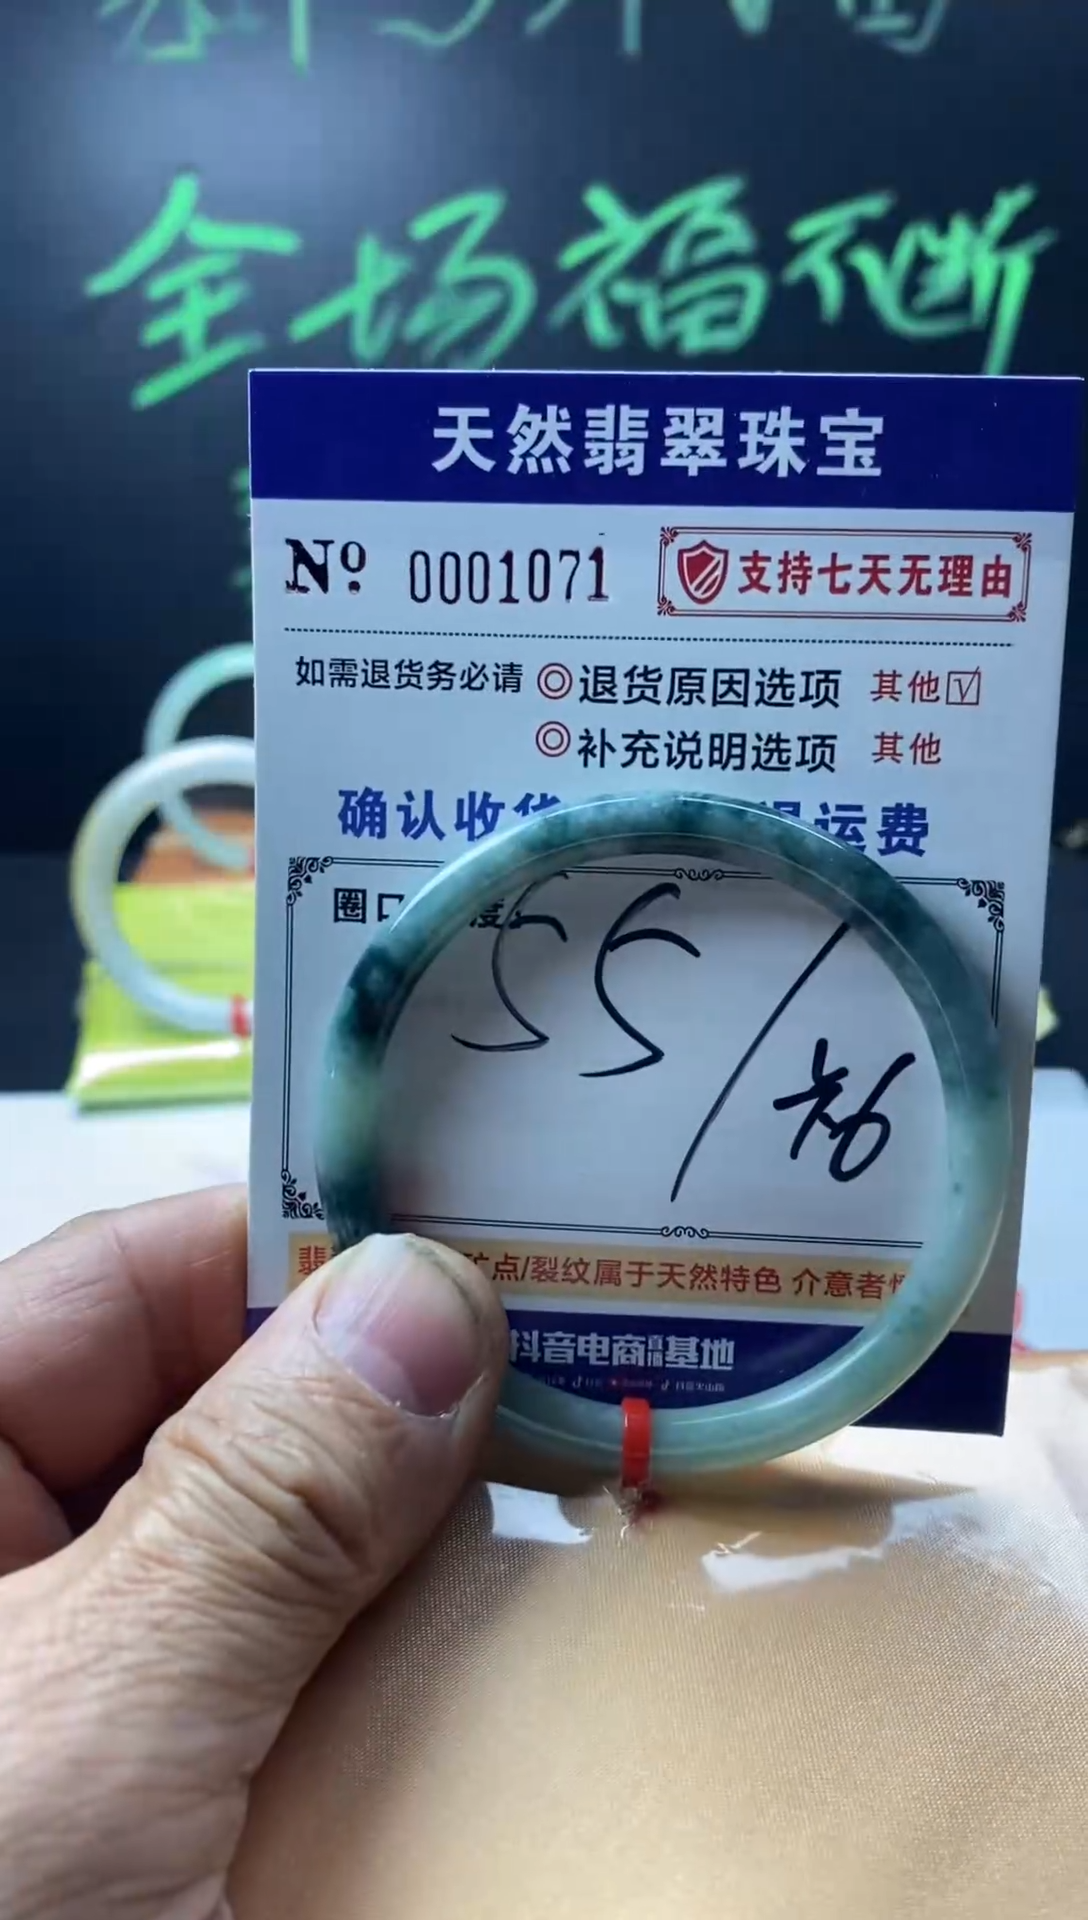 全场福不断
天然翡翠珠宝
Nº 0001071 支持七天无理由
如需退货务必请 ◎退货原因选项 其他☑
◎补充说明选项 其他
确认收货 运费
圈口 度:
55/
点/裂纹属于天然特色 介意者
抖音电商直播基地